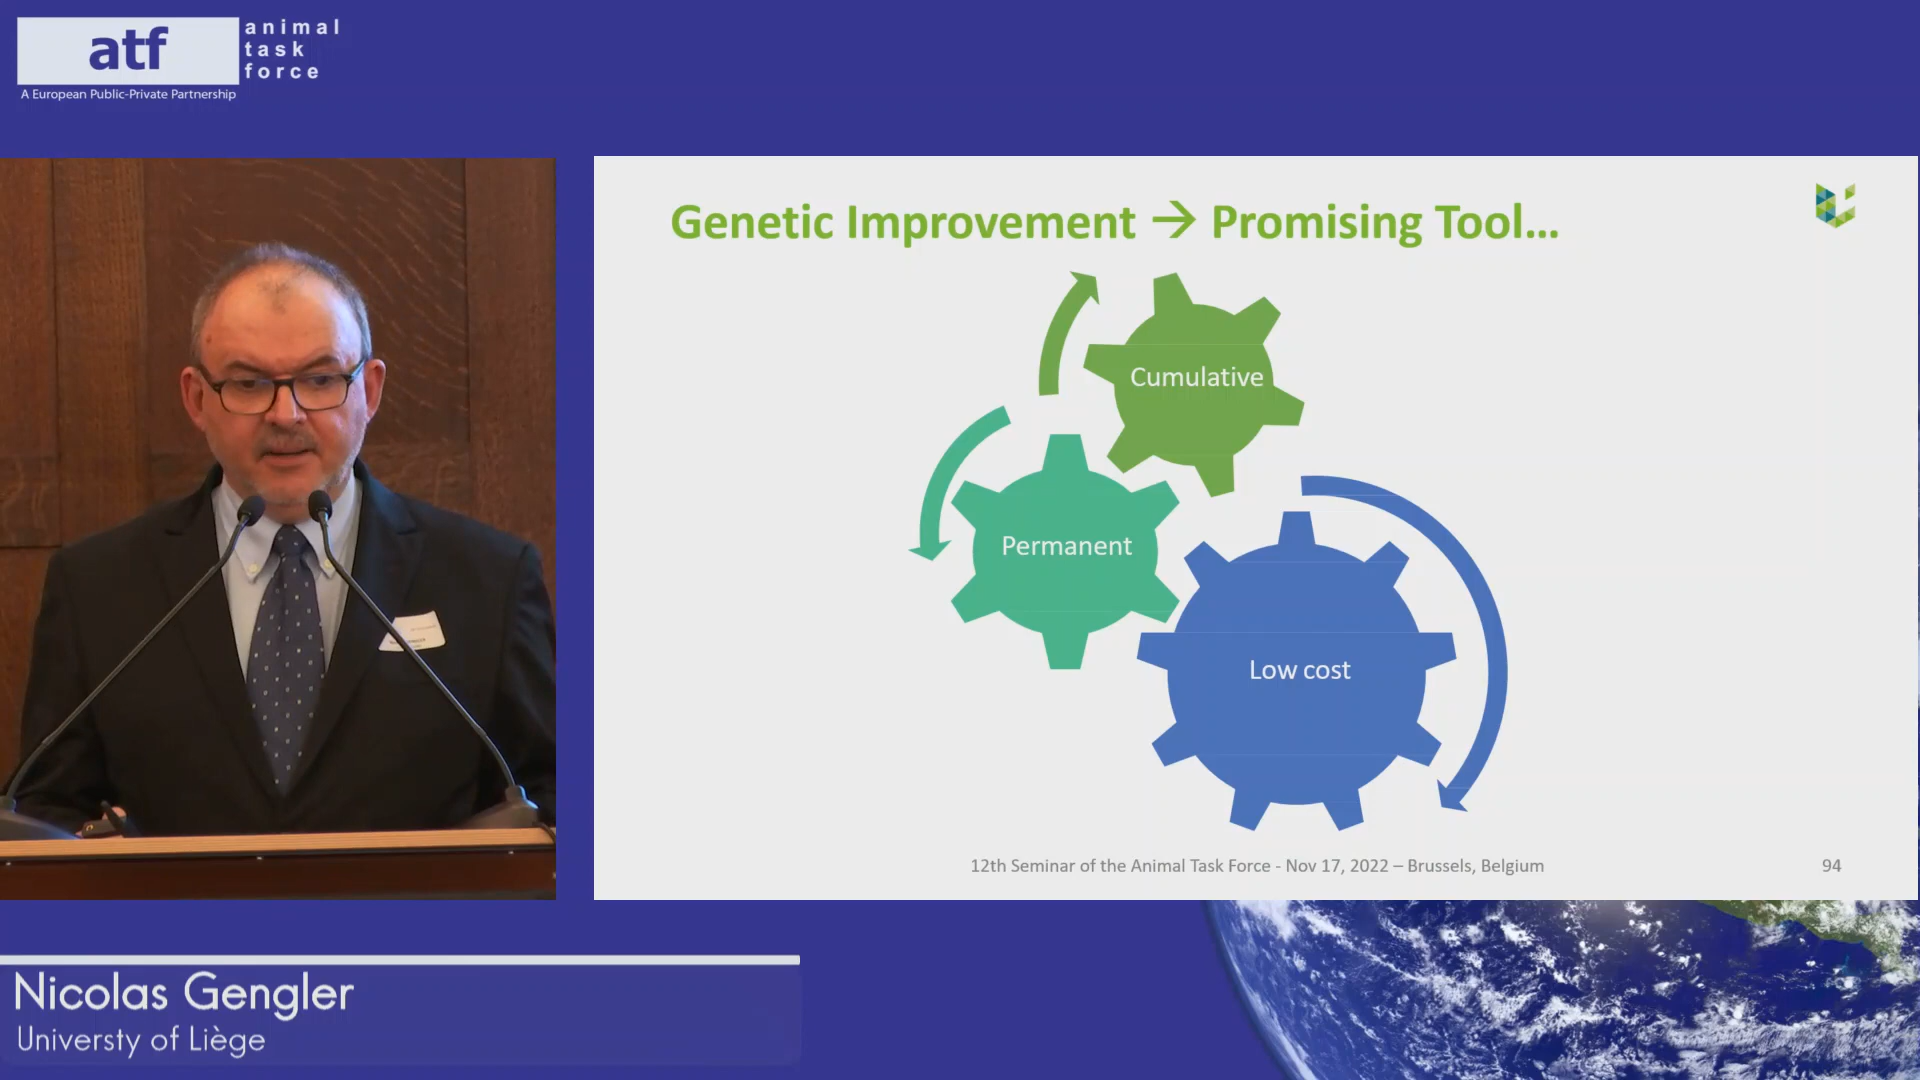 atf
animal
task
force
A European Public-Private Partnership
Genetic Improvement → Promising Tool...
Cumulative
Permanent
Low cost
12th Seminar of the Animal Task Force - Nov 17, 2022 – Brussels, Belgium
94
Nicolas Gengler
Universty of Liège